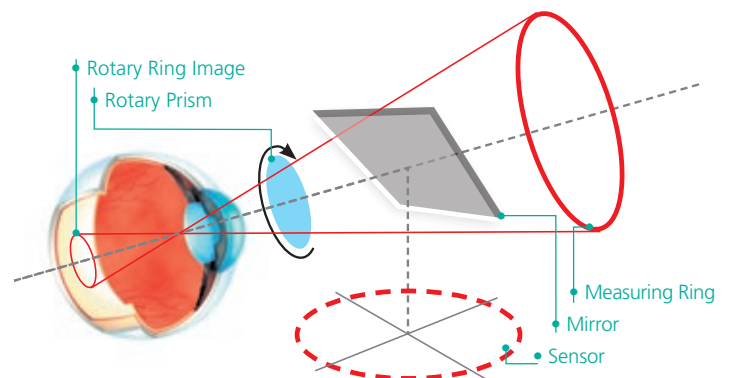 Rotary Ring Image
Rotary Prism
Measuring Ring
Mirror
Sensor